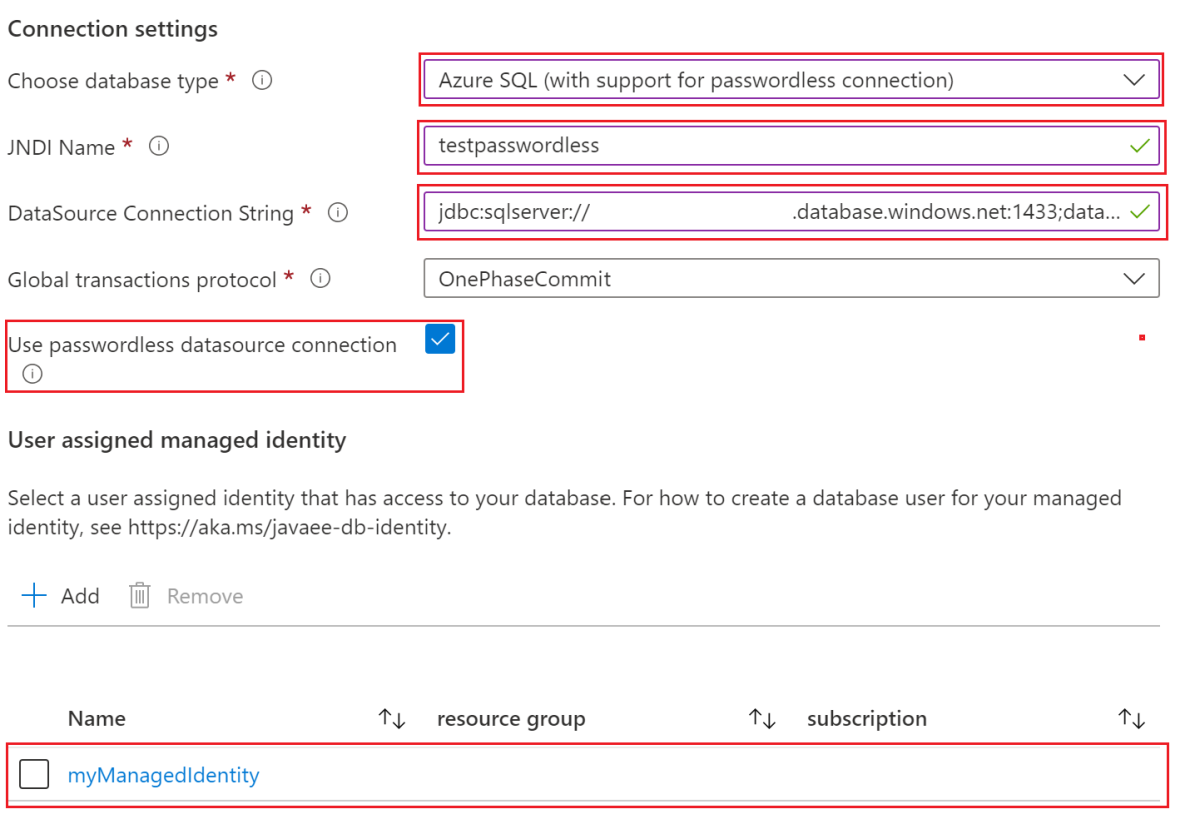 Connection settings
Choose database type * Azure SQL (with support for passwordless connection)
JNDI Name * testpasswordless
DataSource Connection String * jdbc:sqlserver:// .database.windows.net:1433;data...
Global transactions protocol * OnePhaseCommit
Use passwordless datasource connection
User assigned managed identity
Select a user assigned identity that has access to your database. For how to create a database user for your managed
identity, see https://aka.ms/javaee-db-identity.
Add Remove
Name resource group subscription
myManagedIdentity